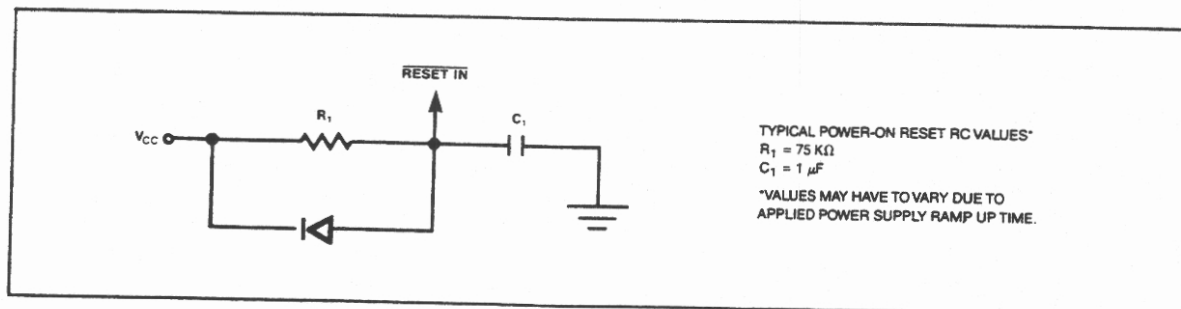 RESET IN
R₁
C₁
VCC
TYPICAL POWER-ON RESET RC VALUES*
R₁ = 75 KΩ
C₁ = 1 μF
*VALUES MAY HAVE TO VARY DUE TO
APPLIED POWER SUPPLY RAMP UP TIME.